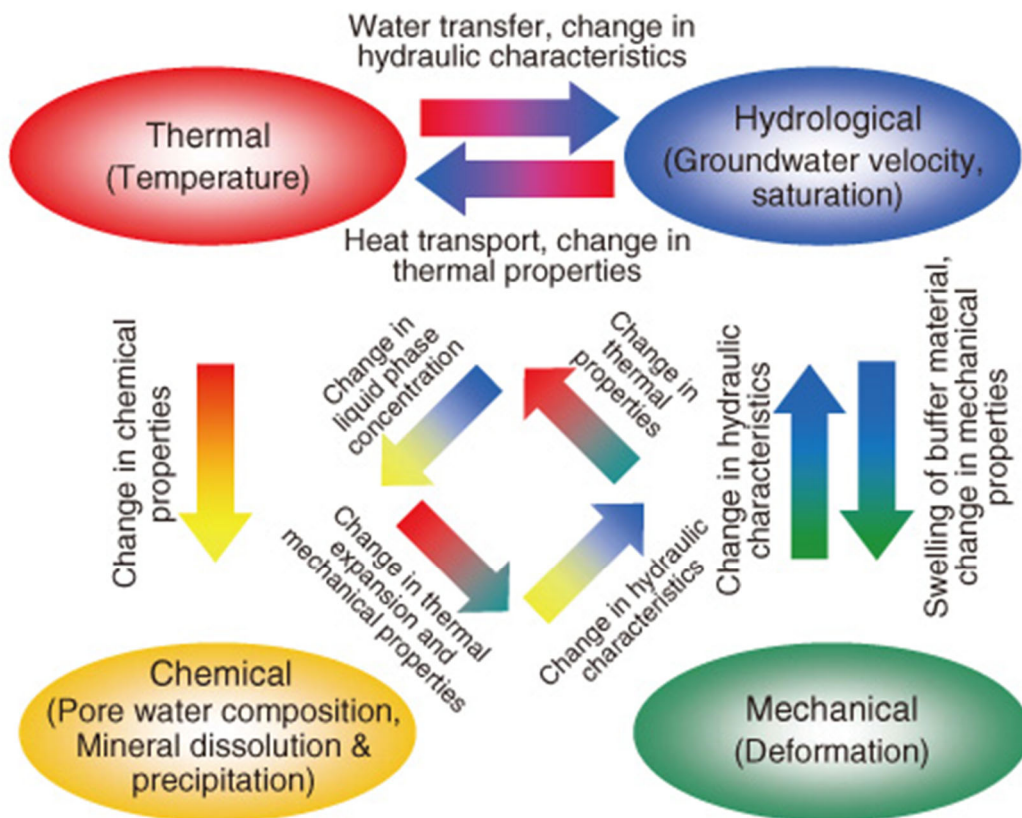 Water transfer, change in
hydraulic characteristics
Thermal
(Temperature)
Hydrological
(Groundwater velocity,
saturation)
Heat transport, change in
thermal properties
Change in chemical
properties
Change in
liquid phase
concentration
Change in
thermal
properties
Change in hydraulic
characteristics
Swelling of buffer material,
change in mechanical
properties
Change in thermal
expansion and
mechanical properties
Change in hydraulic
characteristics
Chemical
(Pore water composition,
Mineral dissolution &
precipitation)
Mechanical
(Deformation)